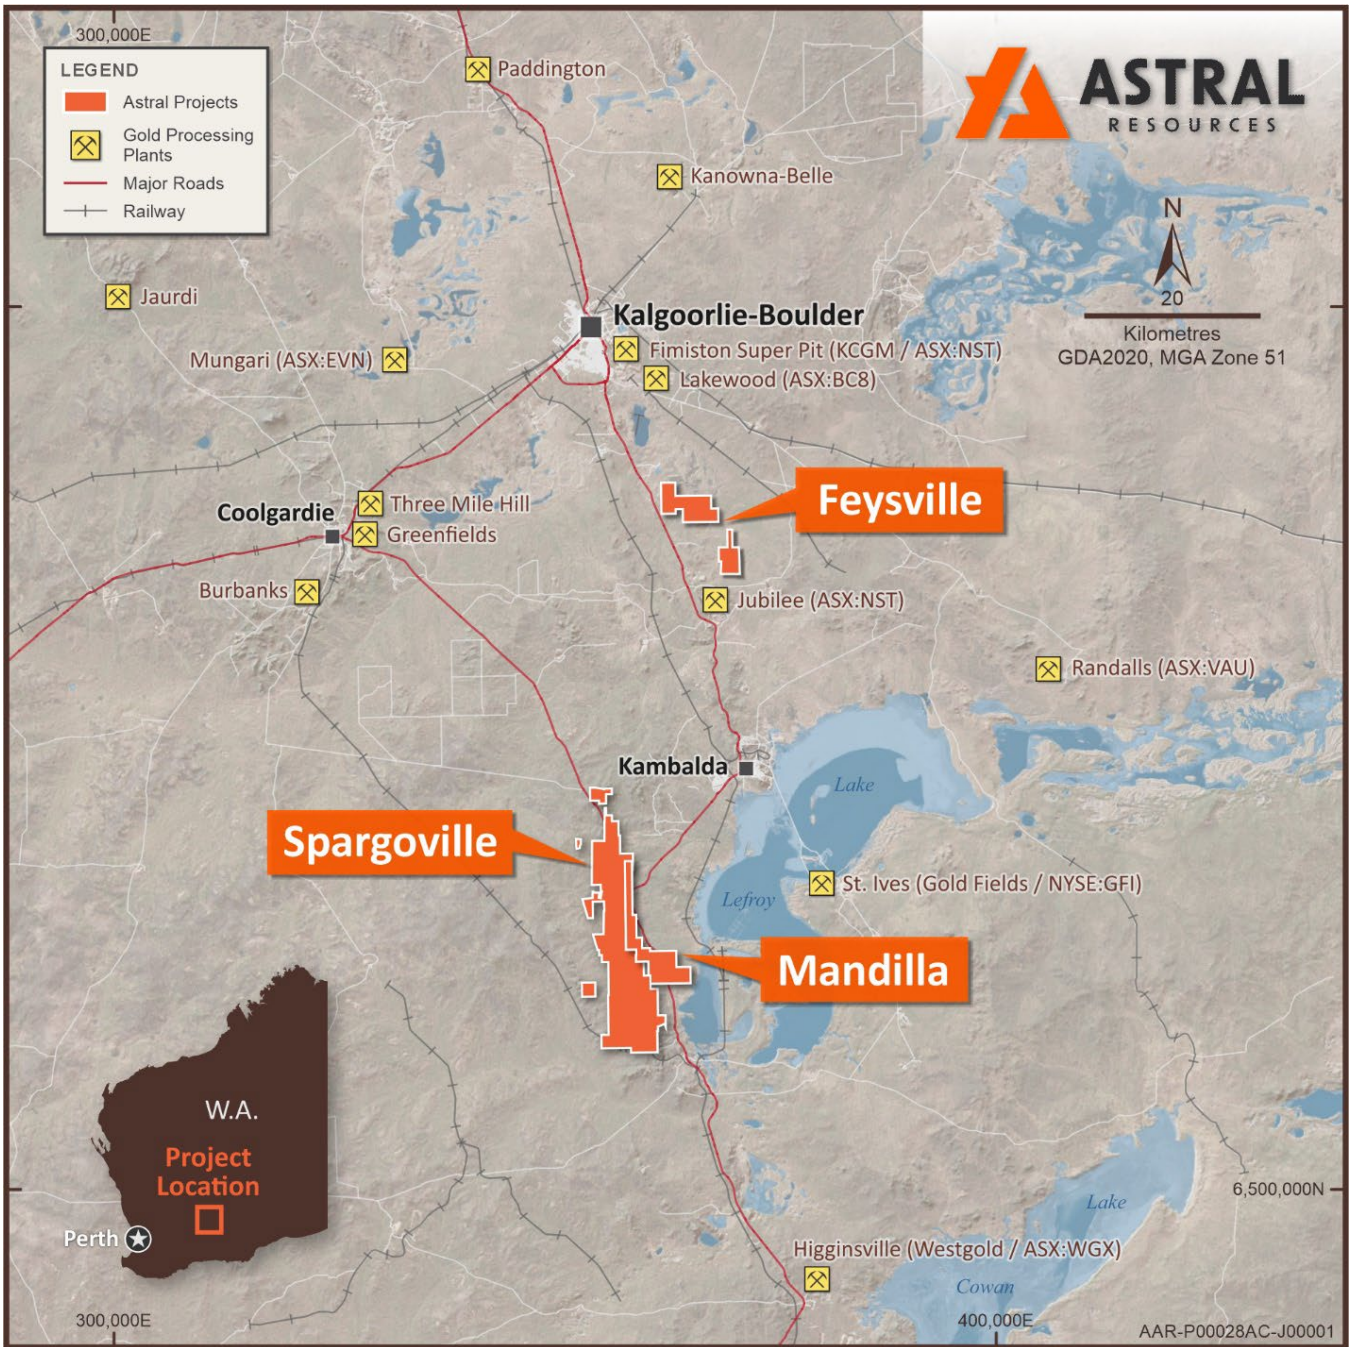 300,000E
LEGEND
Astral Projects
Gold Processing
Plants
Major Roads
Railway
ASTRAL
RESOURCES
Paddington
Kanowna-Belle
N
20
Kilometres
GDA2020, MGA Zone 51
Jaurdi
Kalgoorlie-Boulder
Mungari (ASX:EVN)
Fimiston Super Pit (KCGM / ASX:NST)
Lakewood (ASX:BC8)
Feysville
Coolgardie
Three Mile Hill
Greenfields
Burbanks
Jubilee (ASX:NST)
Randalls (ASX:VAU)
Kambalda
Lake
Spargoville
St. Ives (Gold Fields / NYSE:GFI)
Lefroy
Mandilla
W.A.
Project
Location
Perth
6,500,000N
Lake
Higginsville (Westgold / ASX:WGX)
Cowan
300,000E
400,000E
AAR-P00028AC-J00001